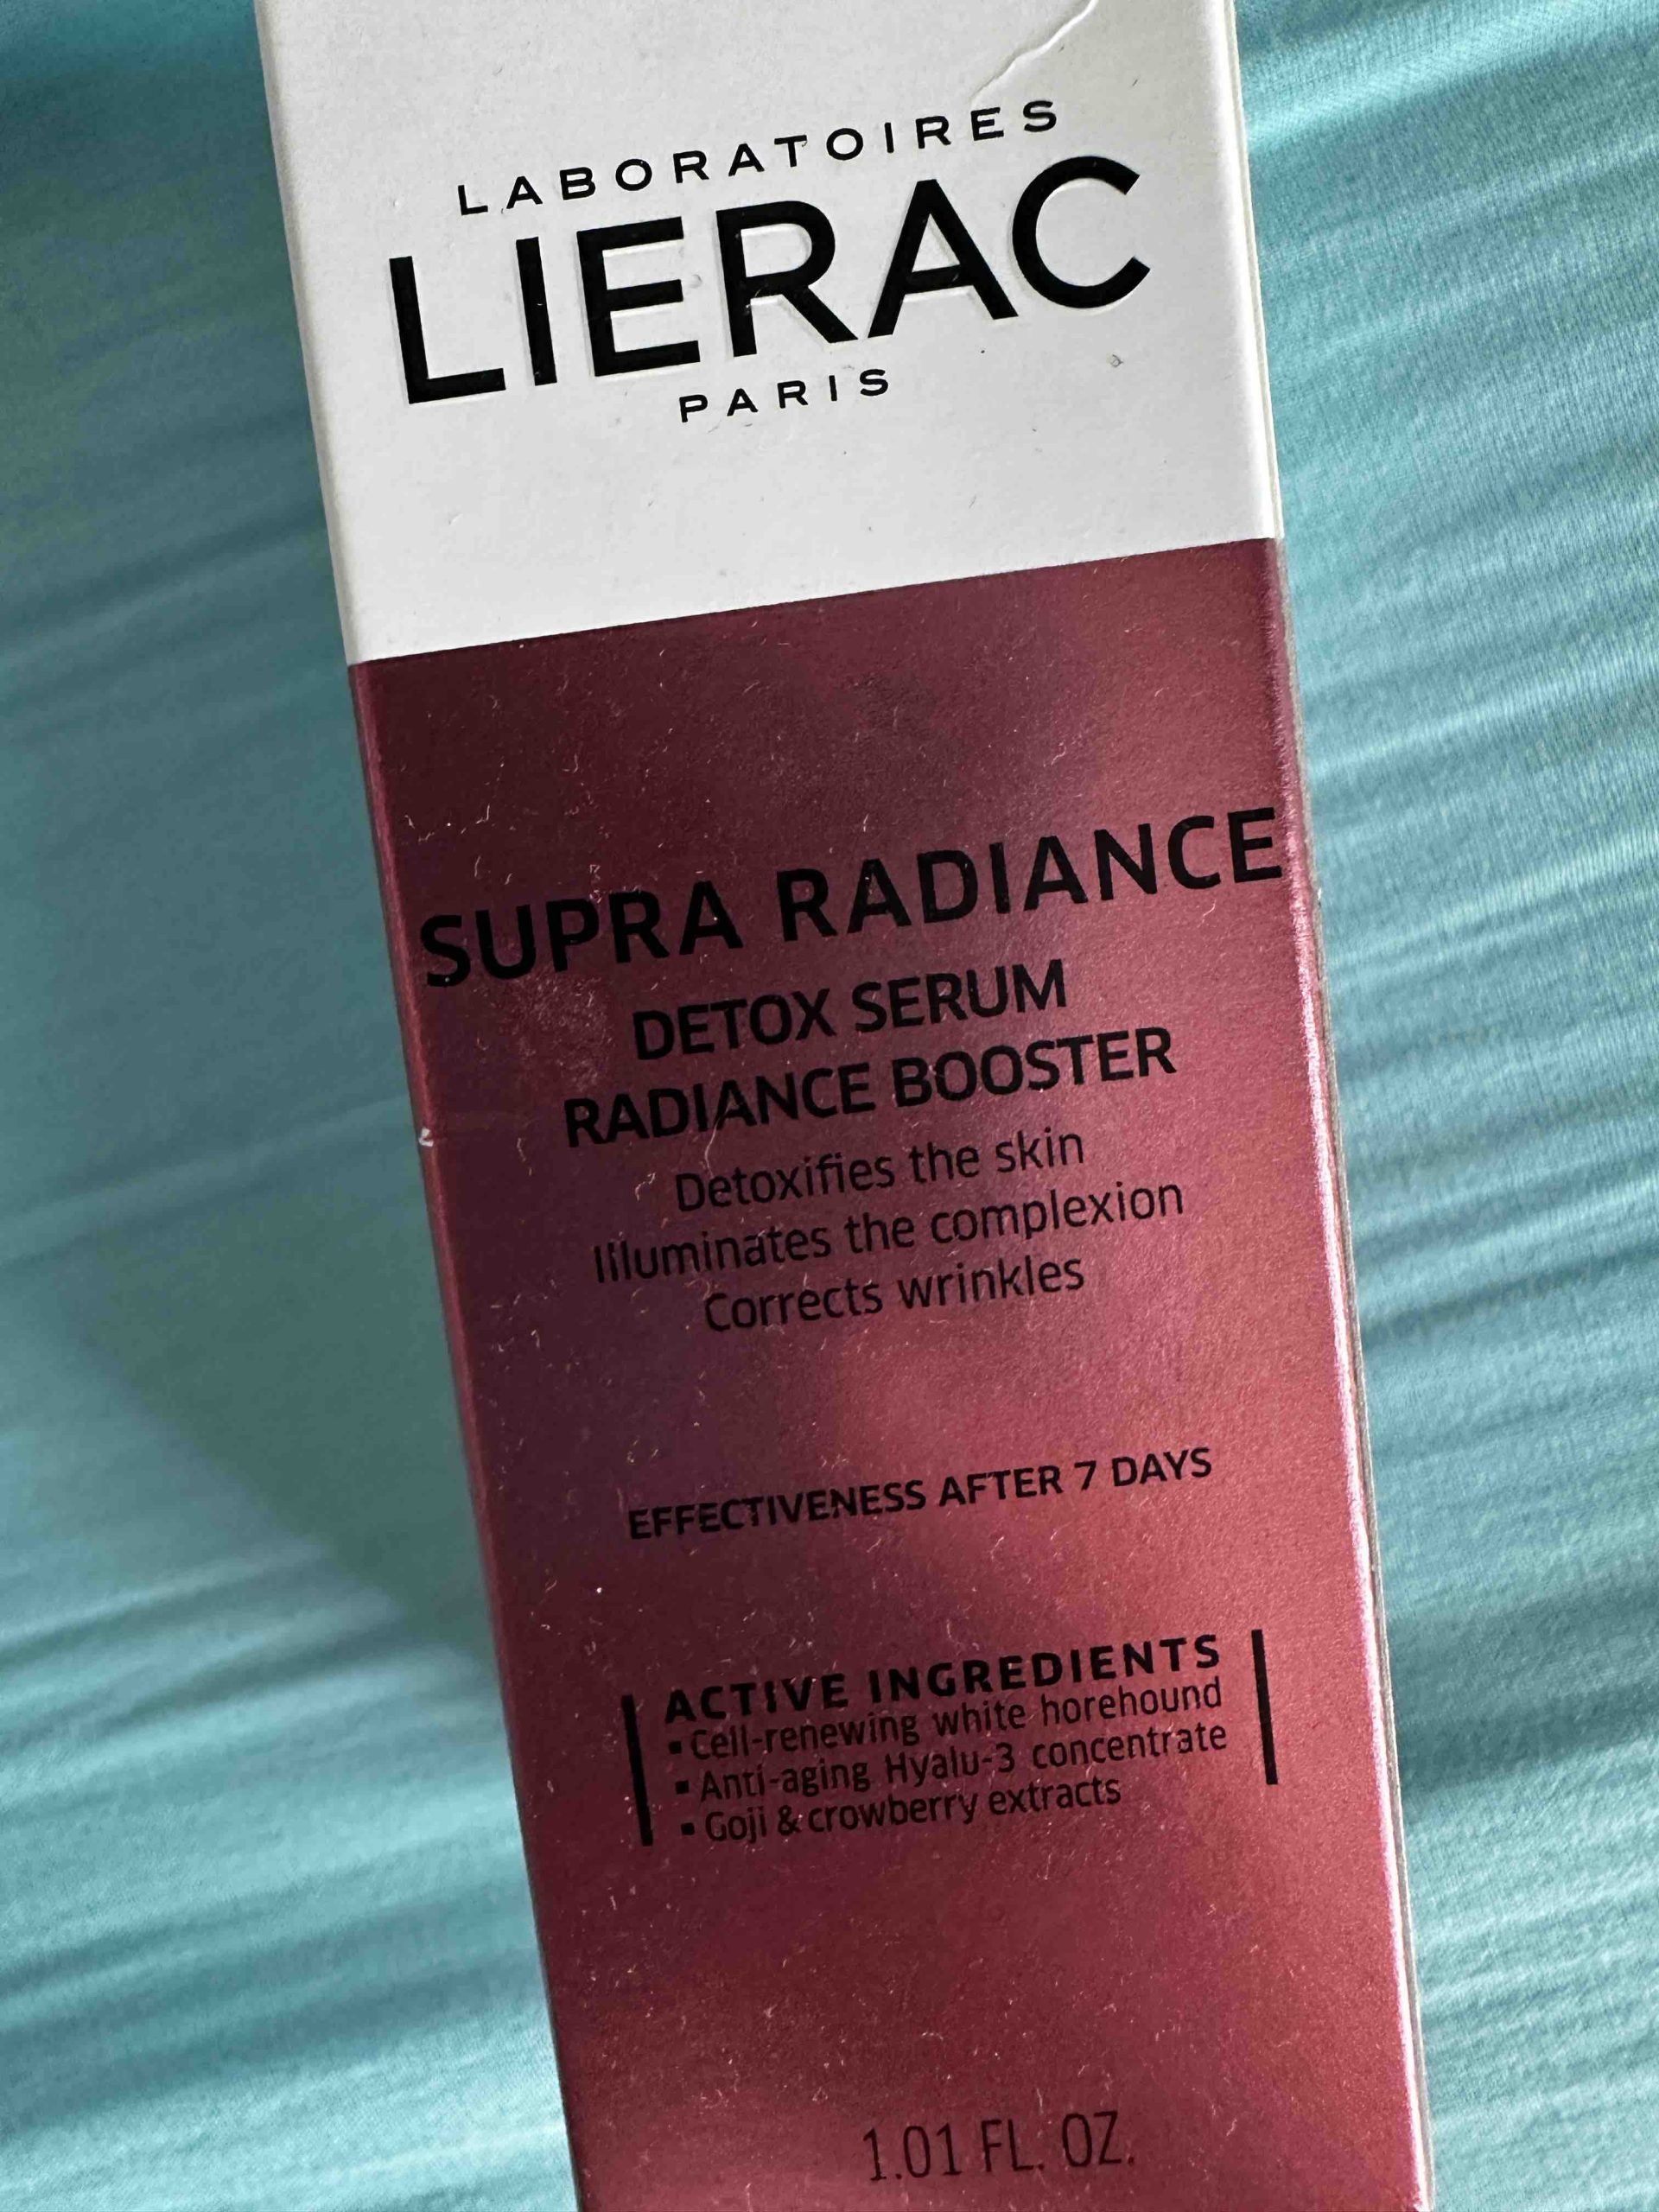 LABORATOIRES
LIERAC
PARIS
SUPRA RADIANCE
DETOX SERUM
RADIANCE BOOSTER
Detoxifies the skin
Illuminates the complexion
Corrects wrinkles
EFFECTIVENESS AFTER 7 DAYS
ACTIVE INGREDIENTS
▪ Cell-renewing white horehound
▪ Anti-aging Hyalu-3 concentrate
▪ Goji & crowberry extracts
1.01 FL. OZ.